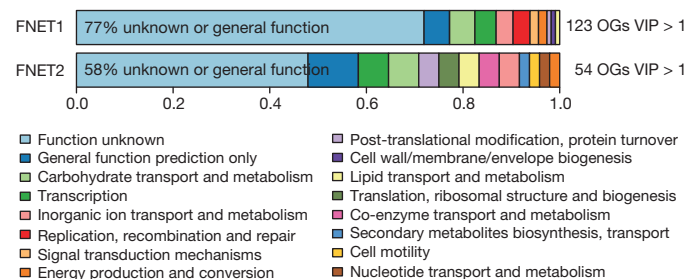 FNET1 77% unknown or general function 123 OGs VIP > 1
FNET2 58% unknown or general function 54 OGs VIP > 1
0.0 0.2 0.4 0.6 0.8 1.0
Function unknown
General function prediction only
Carbohydrate transport and metabolism
Transcription
Inorganic ion transport and metabolism
Replication, recombination and repair
Signal transduction mechanisms
Energy production and conversion
Post-translational modification, protein turnover
Cell wall/membrane/envelope biogenesis
Lipid transport and metabolism
Translation, ribosomal structure and biogenesis
Co-enzyme transport and metabolism
Secondary metabolites biosynthesis, transport
Cell motility
Nucleotide transport and metabolism